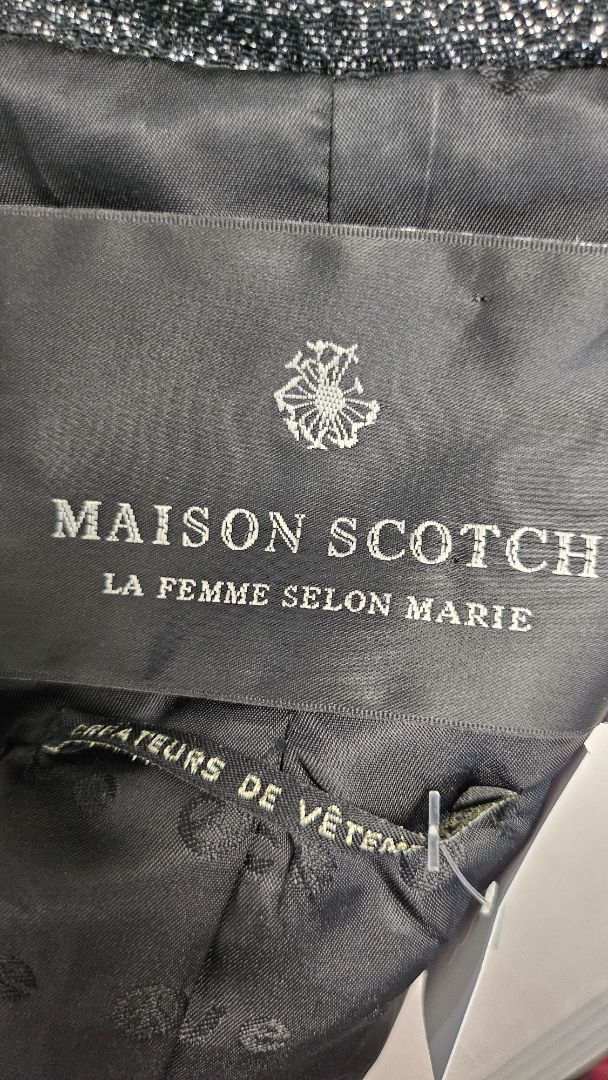 MAISON SCOTCH
LA FEMME SELON MARIE
CRÉATEURS DE